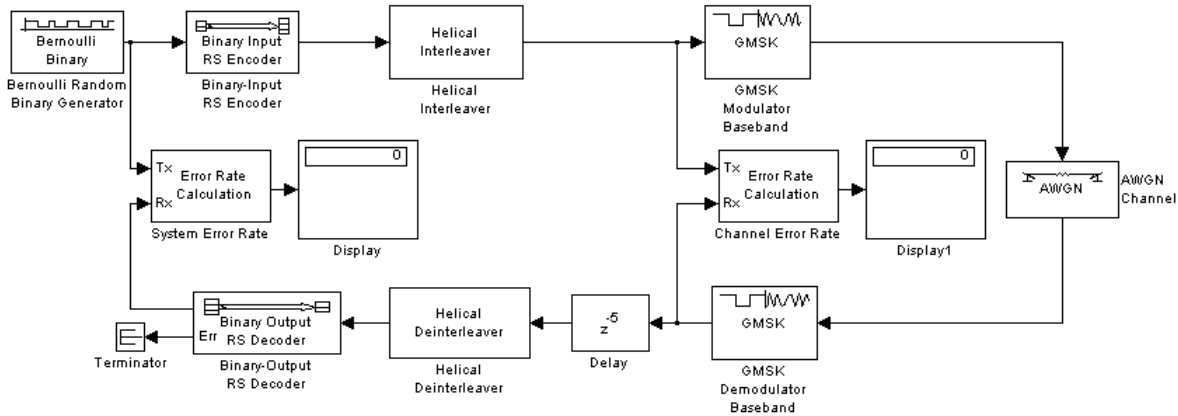 Bernoulli
Binary
Bernoulli Random
Binary Generator
Binary Input
RS Encoder
Binary-Input
RS Encoder
Helical
Interleaver
Helical
Interleaver
GMSK
GMSK
Modulator
Baseband
Tx
Rx
Error Rate
Calculation
System Error Rate
0
Display
Tx
Rx
Error Rate
Calculation
Channel Error Rate
0
Display1
AWGN
AWGN
Channel
Binary Output
RS Decoder
Err
Binary-Output
RS Decoder
Terminator
Helical
Deinterleaver
Helical
Deinterleaver
z-5
Delay
GMSK
GMSK
Demodulator
Baseband